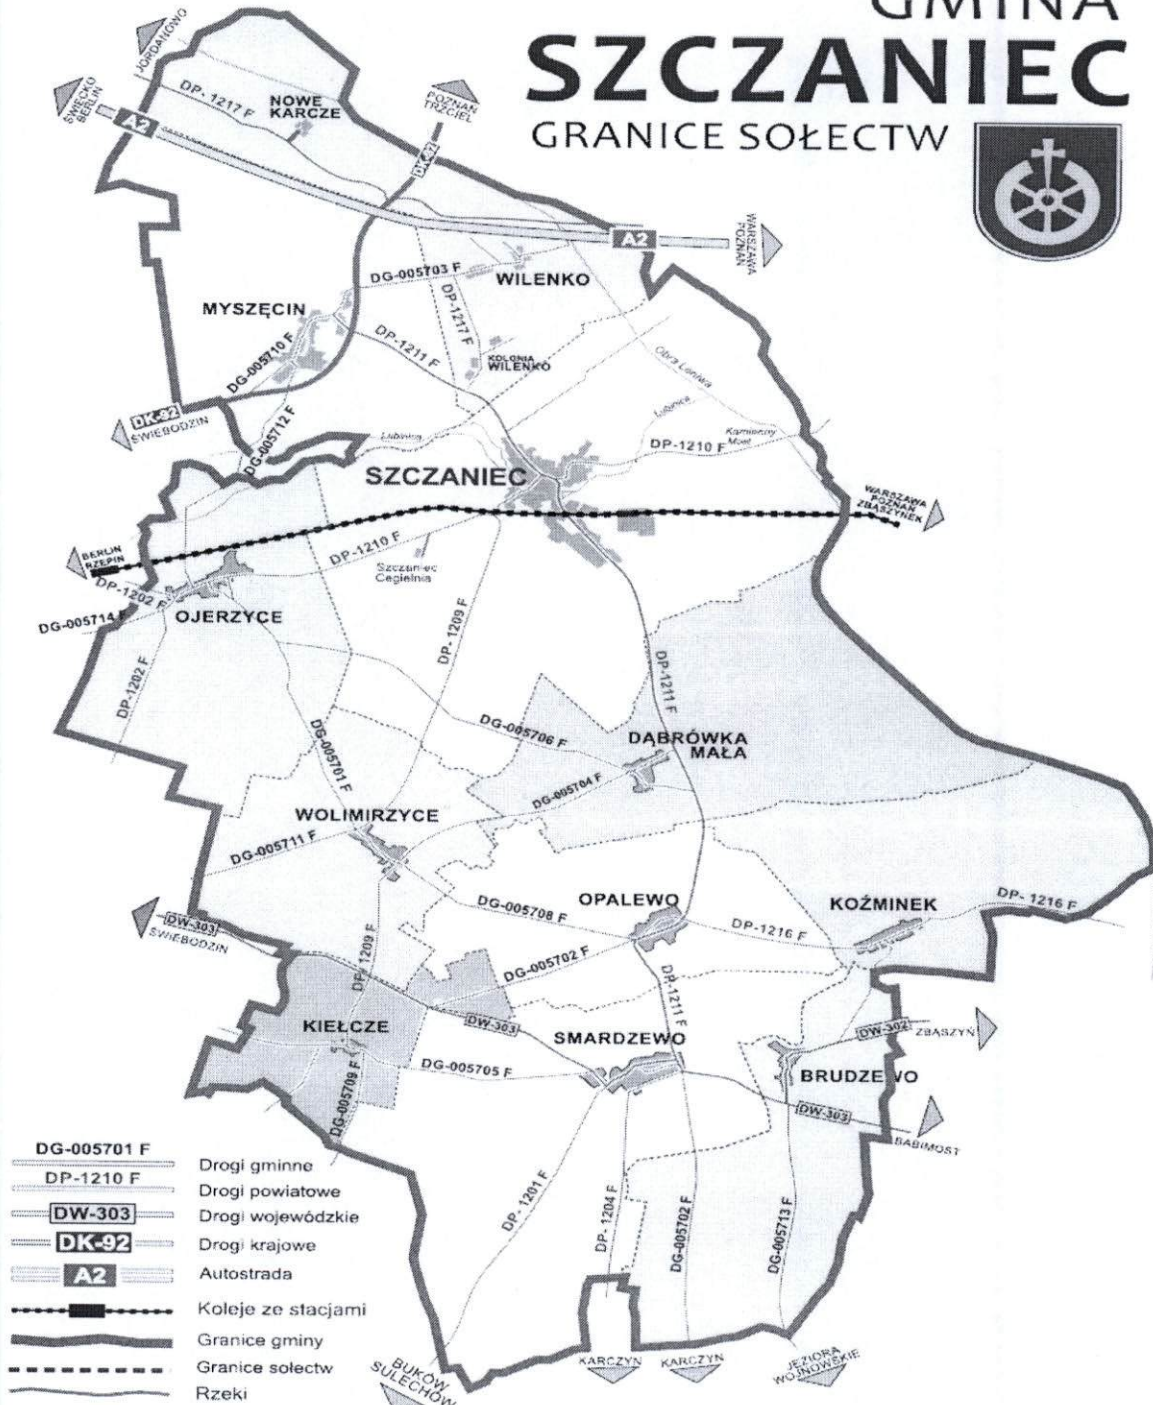 GMINA
SZCZANIEC
GRANICE SOŁECTW
JORDANOWO
ŚWIECKO
BERLIN
A2
DP- 1217 F
NOWE
KARCZE
POZNAŃ
TRZCIEL
DK-92
A2
WARSZAWA
POZNAŃ
DG-005703 F
WILENKO
MYSZĘCIN
DP-1217 F
DP-1211 F
KOLONIA
WILENKO
DG-005710 F
Obra Leniwa
DK-92
ŚWIEBODZIN
DG-005712 F
Lubinica
Lubinica
Kamienny
Most
DP-1210 F
SZCZANIEC
WARSZAWA
POZNAŃ
ZBĄSZYNEK
BERLIN
RZEPIN
DP-1210 F
Szczaniec
Cegielnia
DP-1202 F
DG-005714 F
OJERZYCE
DP-1209 F
DP-1202 F
DP-1211 F
DG-005701 F
DG-005706 F
DĄBRÓWKA
MAŁA
DG-005704 F
WOLIMIRZYCE
DG-005711 F
DG-005708 F
OPALEWO
KOŹMINEK
DP- 1216 F
DP-1216 F
DW-303
ŚWIEBODZIN
DP-1209 F
DG-005702 F
DP-1211 F
KIEŁCZE
DW-303
SMARDZEWO
DW-302
ZBĄSZYŃ
DG-005705 F
BRUDZEWO
DG-005709 F
DW-303
BABIMOST
DP- 1201 F
DP- 1204 F
DG-005702 F
DG-005713 F
BUKÓW
SULECHÓW
KARCZYN
KARCZYN
JEZIORA
WOJNOWSKIE
DG-005701 F
Drogi gminne
DP-1210 F
Drogi powiatowe
DW-303
Drogi wojewódzkie
DK-92
Drogi krajowe
A2
Autostrada
Koleje ze stacjami
Granice gminy
Granice sołectw
Rzeki